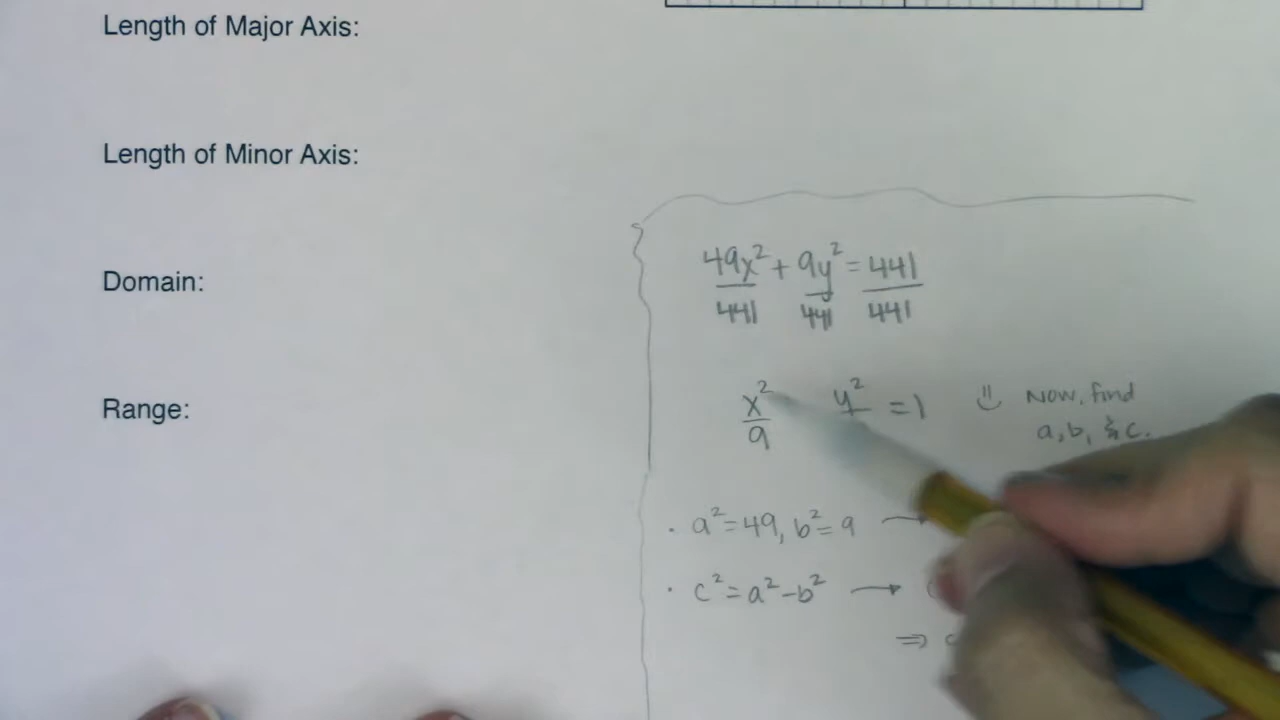 Length of Major Axis:
Length of Minor Axis:
Domain:
Range:
49x² + 9y² = 441
441 441 441
x² y² = 1
9
Now, find
a, b, & c.
· a² = 49, b² = 9 →
· c² = a² - b² →
⇒ c